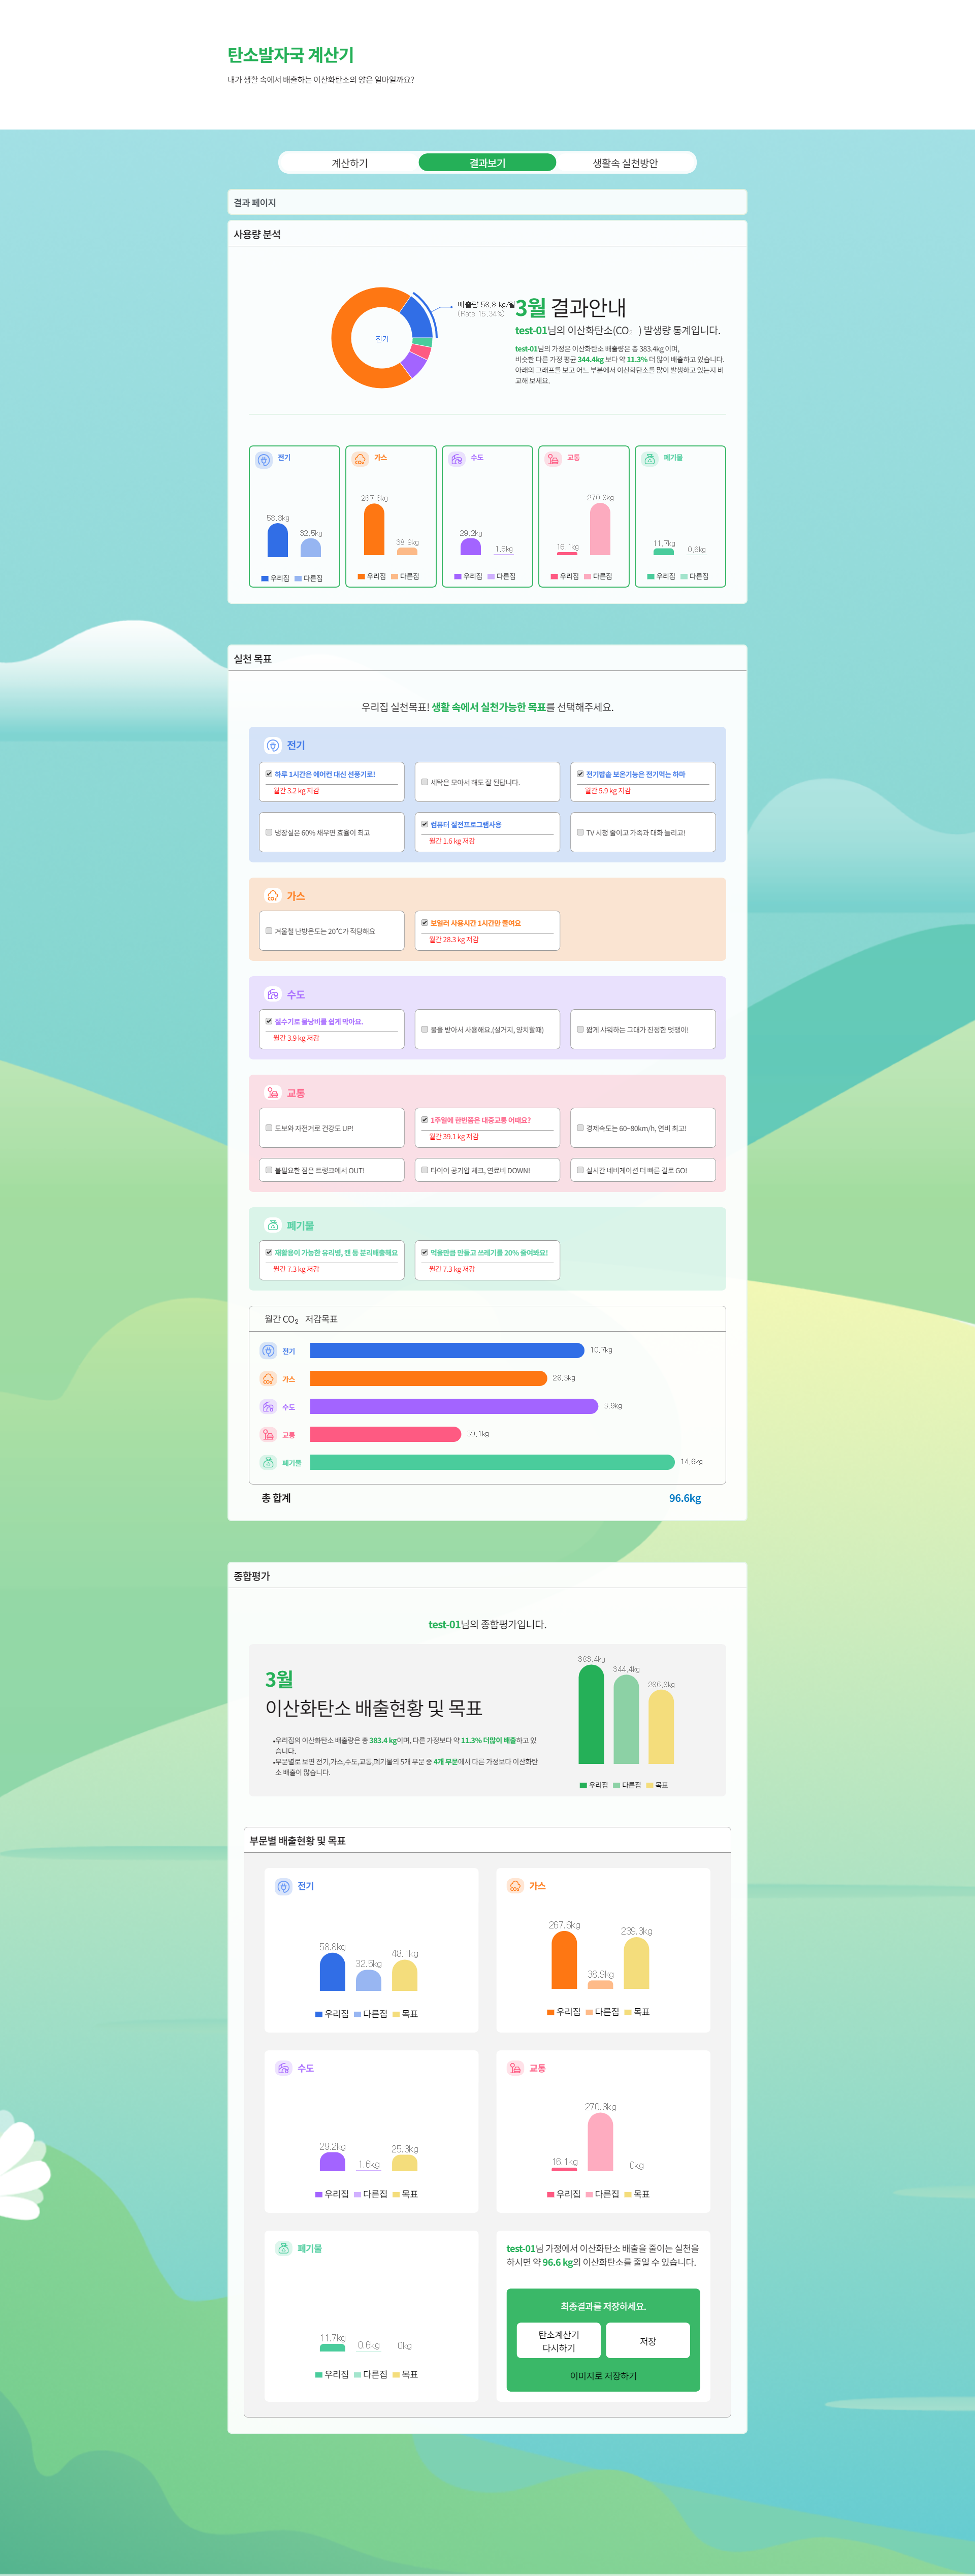 탄소발자국 계산기
내가 생활 속에서 배출하는 이산화탄소의 양은 얼마일까요?
계산하기
결과보기
생활속 실천방안
결과 페이지
사용량 분석
전기
배출량 58.8 kg/월
(Rate 15.34%)
3월 결과안내
test-01님의 이산화탄소(CO₂ ) 발생량 통계입니다.
test-01님의 가정은 이산화탄소 배출량은 총 383.4kg 이며,
비슷한 다른 가정 평균 344.4kg 보다 약 11.3% 더 많이 배출하고 있습니다.
아래의 그래프를 보고 어느 부분에서 이산화탄소를 많이 발생하고 있는지 비
교해 보세요.
전기
58.8kg
32.5kg
우리집 다른집
가스
267.6kg
38.9kg
우리집 다른집
수도
29.2kg
1.6kg
우리집 다른집
교통
16.1kg
270.8kg
우리집 다른집
폐기물
11.7kg
0.6kg
우리집 다른집
실천 목표
우리집 실천목표! 생활 속에서 실천가능한 목표를 선택해주세요.
전기
하루 1시간은 에어컨 대신 선풍기로!
월간 3.2 kg 저감
세탁은 모아서 해도 잘 된답니다.
전기밥솥 보온기능은 전기먹는 하마
월간 5.9 kg 저감
냉장실은 60% 채우면 효율이 최고
컴퓨터 절전프로그램사용
월간 1.6 kg 저감
TV 시청 줄이고 가족과 대화 늘리고!
가스
겨울철 난방온도는 20℃가 적당해요
보일러 사용시간 1시간만 줄여요
월간 28.3 kg 저감
수도
절수기로 물낭비를 쉽게 막아요.
월간 3.9 kg 저감
물을 받아서 사용해요.(설거지, 양치할때)
짧게 샤워하는 그대가 진정한 멋쟁이!
교통
도보와 자전거로 건강도 UP!
1주일에 한번쯤은 대중교통 어때요?
월간 39.1 kg 저감
경제속도는 60~80km/h, 연비 최고!
불필요한 짐은 트렁크에서 OUT!
타이어 공기압 체크, 연료비 DOWN!
실시간 네비게이션 더 빠른 길로 GO!
폐기물
재활용이 가능한 유리병, 캔 등 분리배출해요
월간 7.3 kg 저감
먹을만큼 만들고 쓰레기를 20% 줄여봐요!
월간 7.3 kg 저감
월간 CO₂ 저감목표
전기 10.7kg
가스 28.3kg
수도 3.9kg
교통 39.1kg
폐기물 14.6kg
총 합계 96.6kg
종합평가
test-01님의 종합평가입니다.
3월
이산화탄소 배출현황 및 목표
•우리집의 이산화탄소 배출량은 총 383.4 kg이며, 다른 가정보다 약 11.3% 더많이 배출하고 있
습니다.
•부문별로 보면 전기,가스,수도,교통,폐기물의 5개 부문 중 4개 부문에서 다른 가정보다 이산화탄
소 배출이 많습니다.
383.4kg
344.4kg
286.8kg
우리집 다른집 목표
부문별 배출현황 및 목표
전기
58.8kg
32.5kg
48.1kg
우리집 다른집 목표
가스
267.6kg
38.9kg
239.3kg
우리집 다른집 목표
수도
29.2kg
1.6kg
25.3kg
우리집 다른집 목표
교통
16.1kg
270.8kg
0kg
우리집 다른집 목표
폐기물
11.7kg
0.6kg
0kg
우리집 다른집 목표
test-01님 가정에서 이산화탄소 배출을 줄이는 실천을
하시면 약 96.6 kg의 이산화탄소를 줄일 수 있습니다.
최종결과를 저장하세요.
탄소계산기
다시하기
저장
이미지로 저장하기